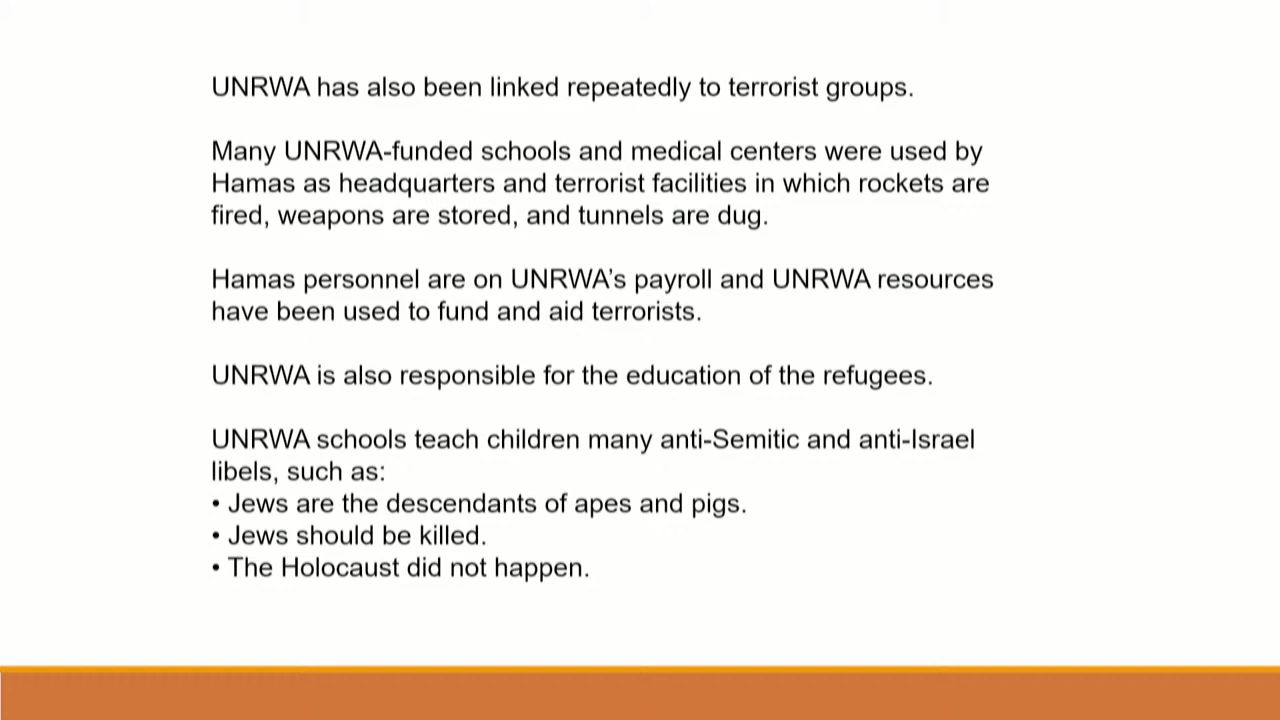 UNRWA has also been linked repeatedly to terrorist groups.
Many UNRWA-funded schools and medical centers were used by
Hamas as headquarters and terrorist facilities in which rockets are
fired, weapons are stored, and tunnels are dug.
Hamas personnel are on UNRWA's payroll and UNRWA resources
have been used to fund and aid terrorists.
UNRWA is also responsible for the education of the refugees.
UNRWA schools teach children many anti-Semitic and anti-Israel
libels, such as:
• Jews are the descendants of apes and pigs.
• Jews should be killed.
• The Holocaust did not happen.